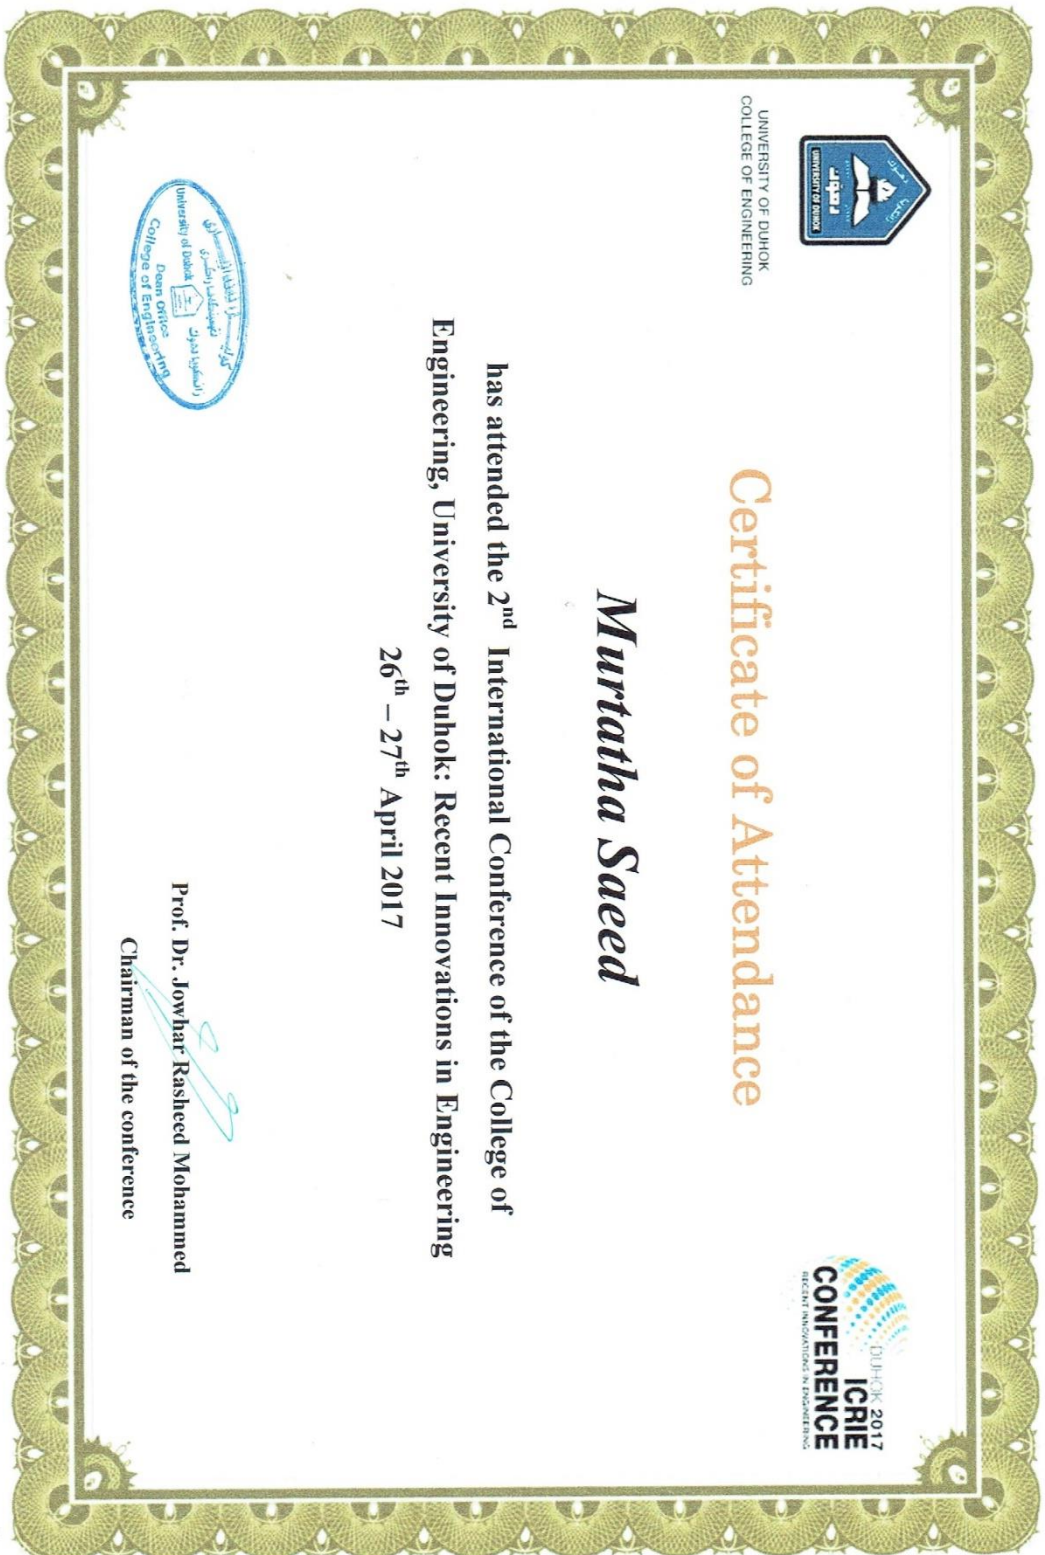 UNIVERSITY OF DUHOK
UNIVERSITY OF DUHOK
COLLEGE OF ENGINEERING
DUHOK 2017
ICRIE
CONFERENCE
RECENT INNOVATIONS IN ENGINEERING
Certificate of Attendance
Murtatha Saeed
has attended the 2nd International Conference of the College of
Engineering, University of Duhok: Recent Innovations in Engineering
26th – 27th April 2017
University of Duhok
Dean Office
College of Engineering
Prof. Dr. Jowhar Rasheed Mohammed
Chairman of the conference